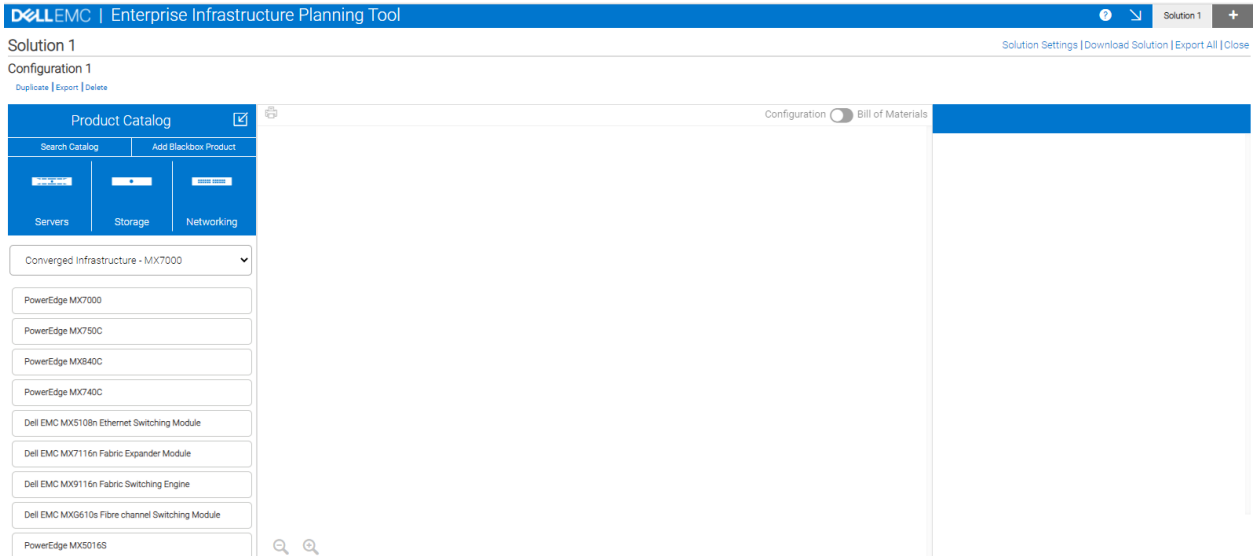 DELLEMC | Enterprise Infrastructure Planning Tool
? Solution 1 +
Solution 1
Solution Settings | Download Solution | Export All | Close
Configuration 1
Duplicate | Export | Delete
Product Catalog
Configuration Bill of Materials
Search Catalog Add Blackbox Product
Servers Storage Networking
Converged Infrastructure - MX7000
PowerEdge MX7000
PowerEdge MX750C
PowerEdge MX840C
PowerEdge MX740C
Dell EMC MX5108n Ethernet Switching Module
Dell EMC MX7116n Fabric Expander Module
Dell EMC MX9116n Fabric Switching Engine
Dell EMC MXG610s Fibre channel Switching Module
PowerEdge MX5016S